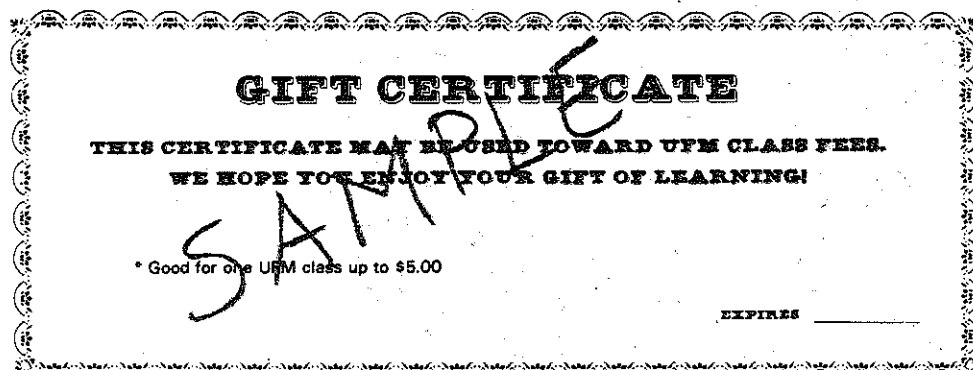 GIFT CERTIFICATE
THIS CERTIFICATE MAY BE USED TOWARD UFM CLASS FEES.
WE HOPE YOU ENJOY YOUR GIFT OF LEARNING!
SAMPLE
* Good for one UFM class up to $5.00
EXPIRES